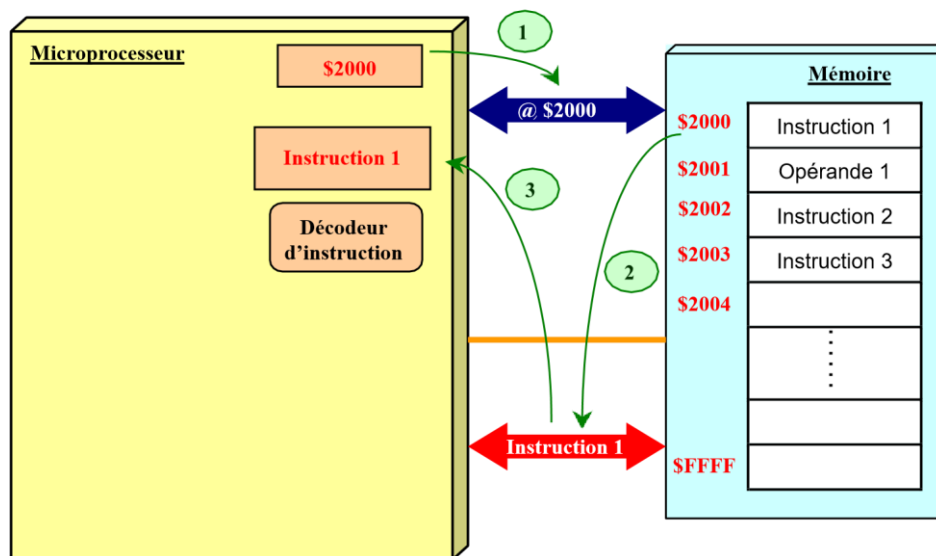 Microprocesseur
$2000
1
Mémoire
@ $2000
$2000
Instruction 1
Instruction 1
3
$2001
Opérande 1
Décodeur
d’instruction
$2002
Instruction 2
2
$2003
Instruction 3
$2004
Instruction 1
$FFFF